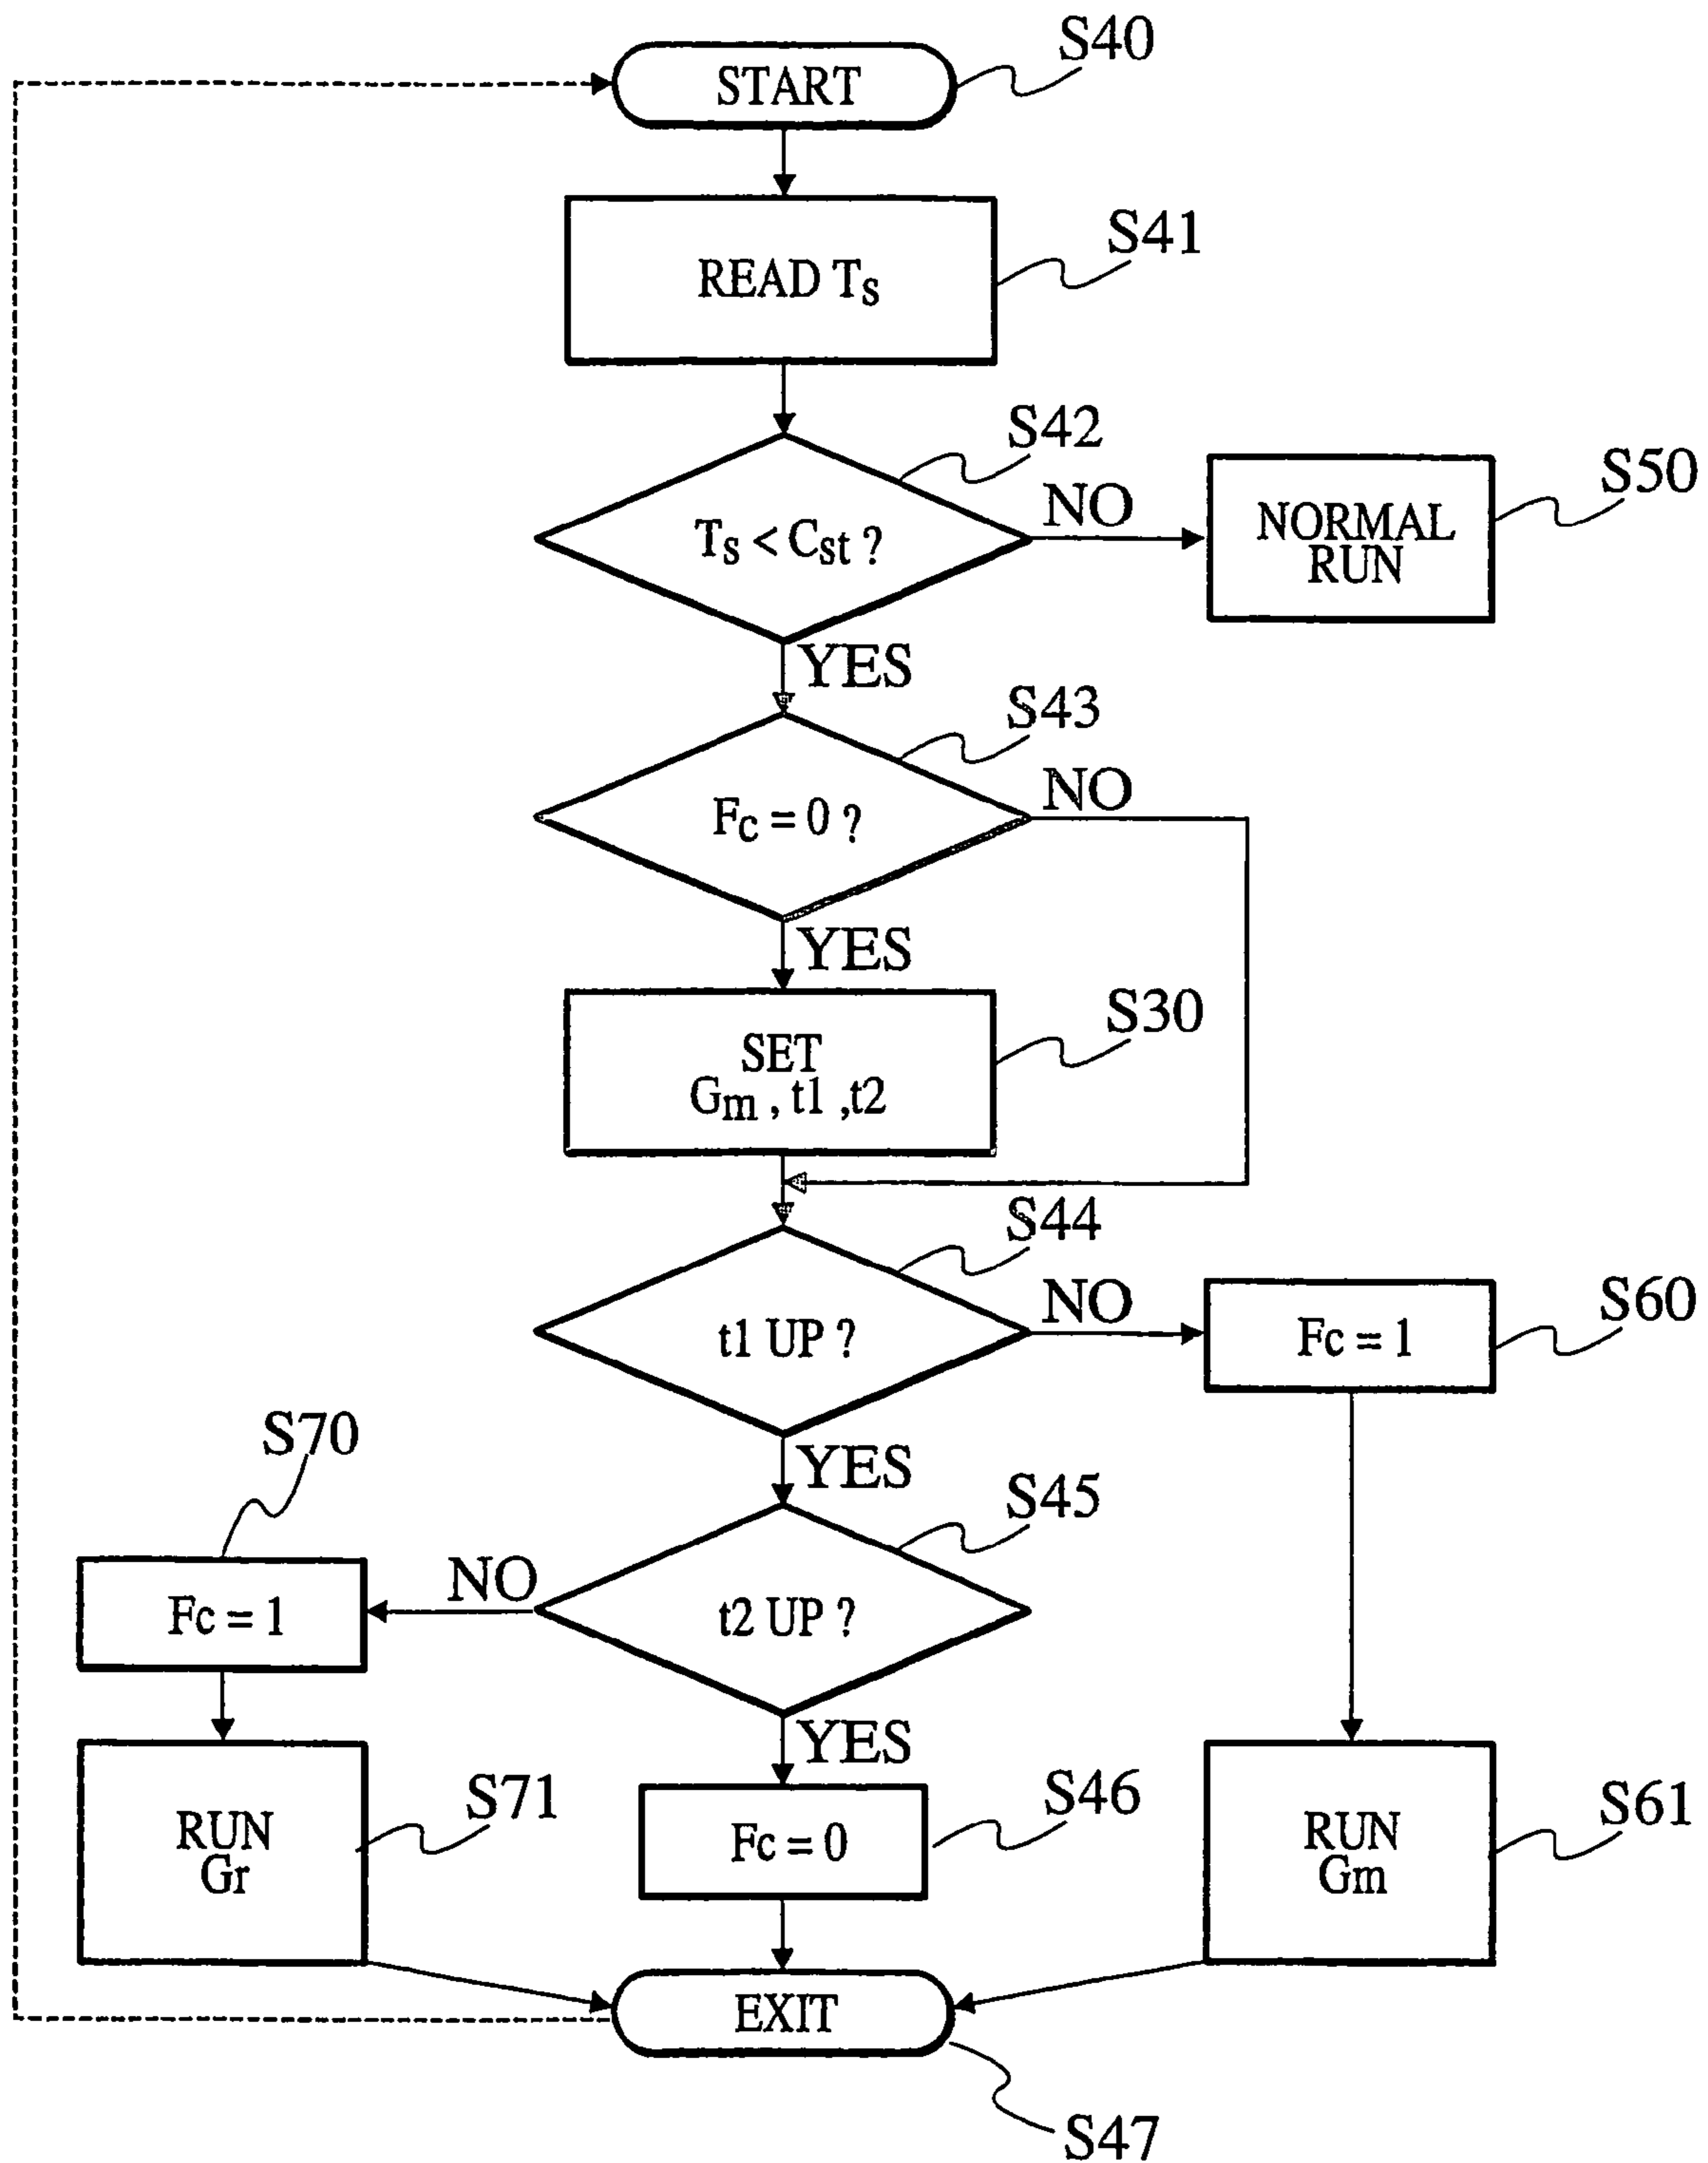 S40
START
S41
READ Ts
S42
Ts < Cst ?
NO
S50
NORMAL
RUN
YES
S43
Fc = 0 ?
NO
YES
S30
SET
Gm , t1 ,t2
S44
t1 UP ?
NO
S60
Fc = 1
YES
S70
S45
Fc = 1
NO
t2 UP ?
YES
S71
RUN
Gr
S46
Fc = 0
S61
RUN
Gm
EXIT
S47